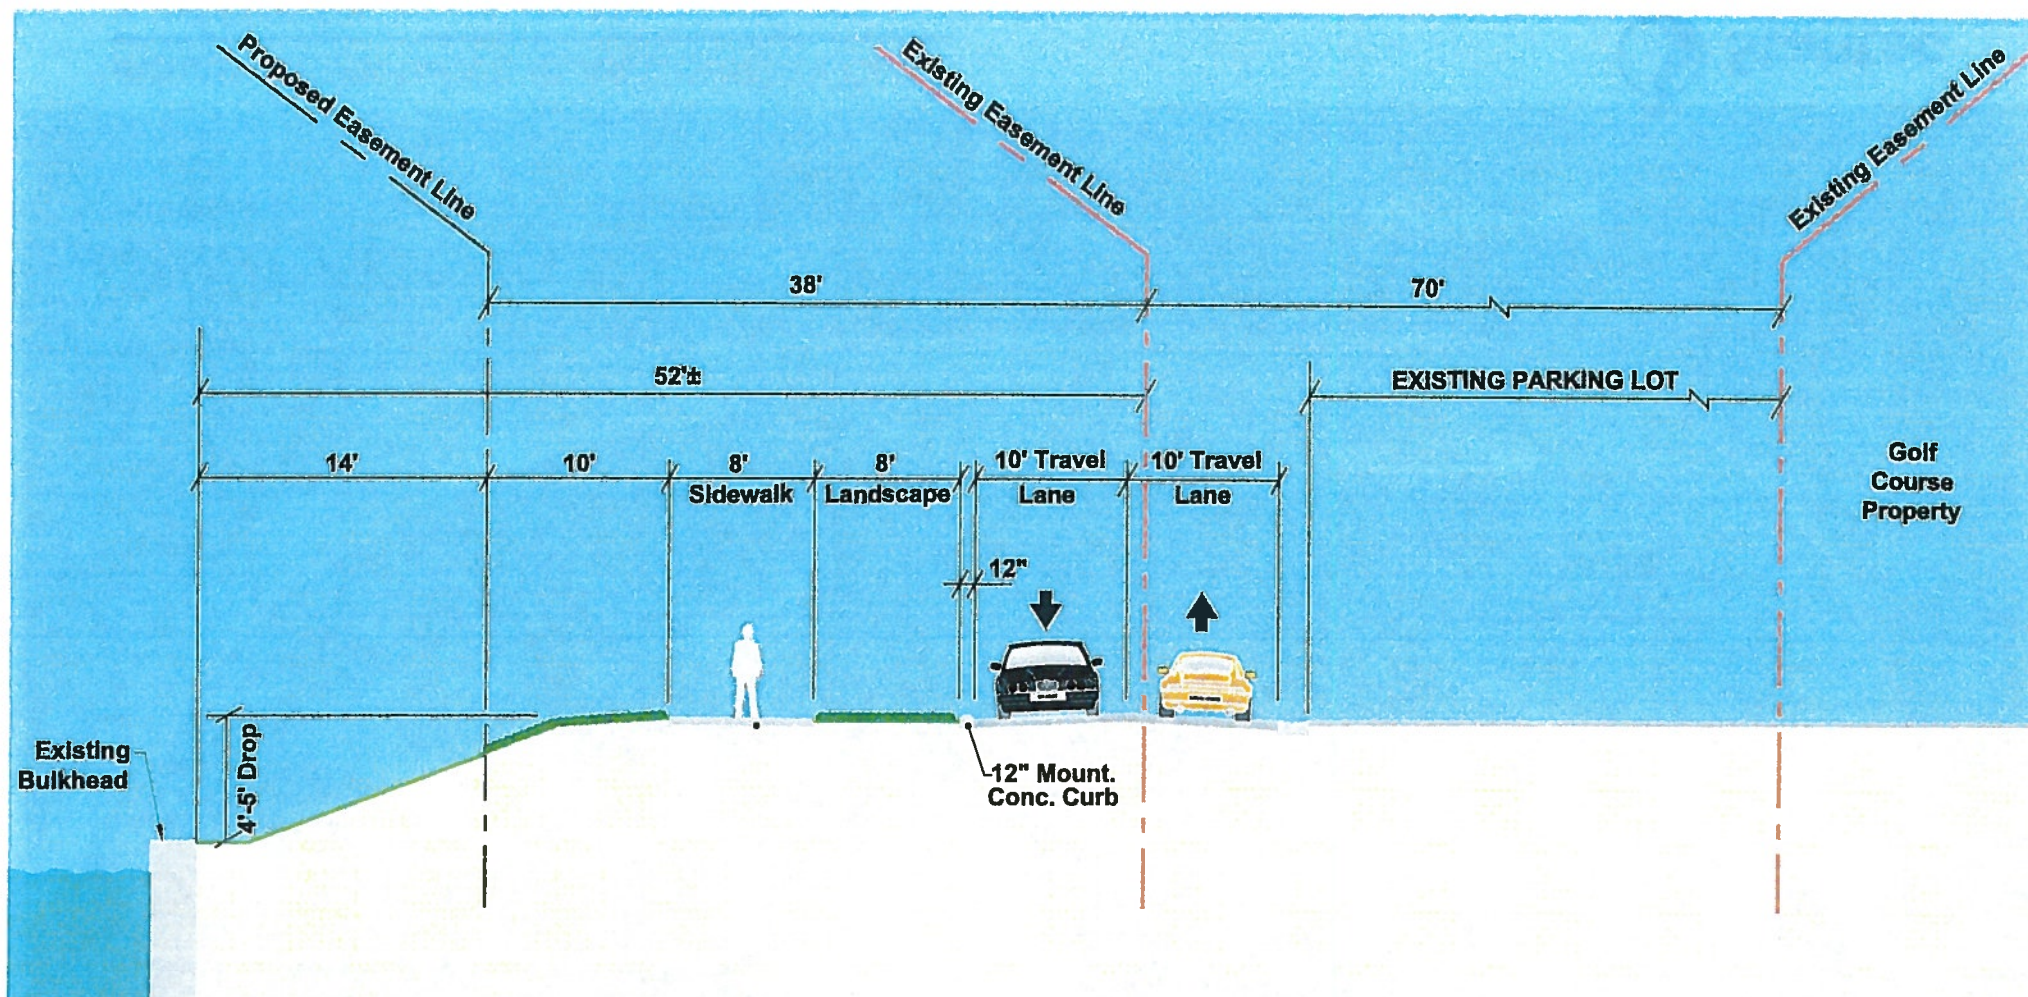 Proposed Easement Line
Existing Easement Line
Existing Easement Line
38'
70'
52'±
EXISTING PARKING LOT
14'
10'
8'
Sidewalk
8'
Landscape
10' Travel
Lane
10' Travel
Lane
Golf
Course
Property
12"
4'-5" Drop
Existing
Bulkhead
12" Mount.
Conc. Curb